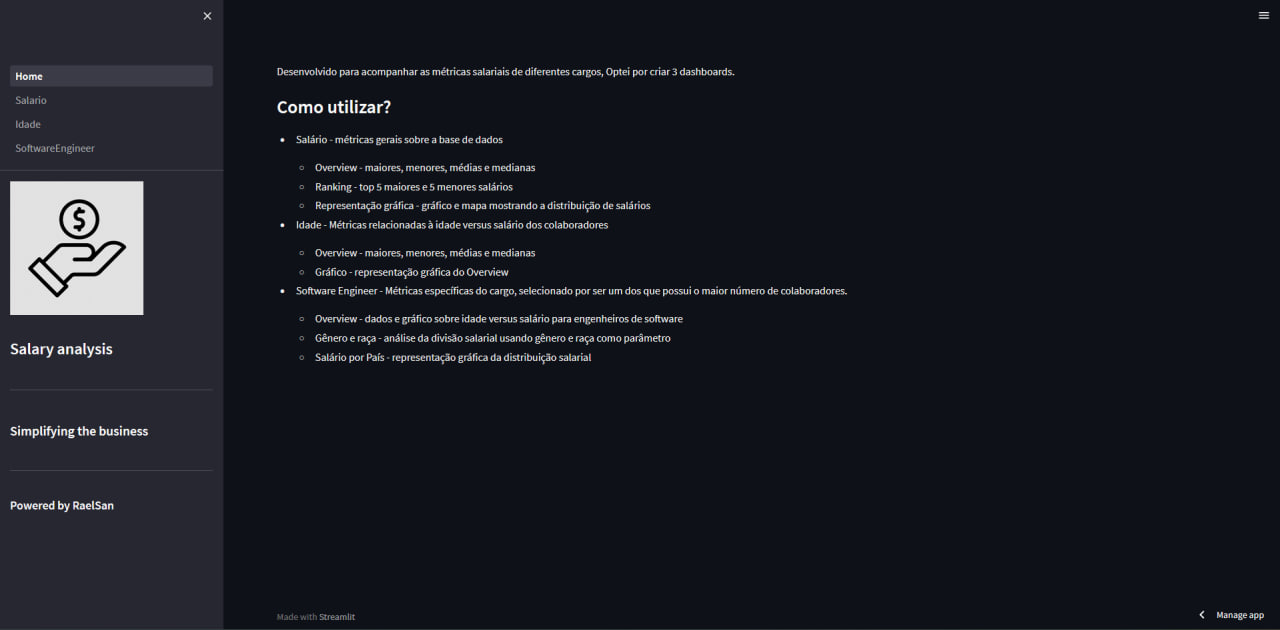 Home
Salario
Idade
SoftwareEngineer
$
Salary analysis
Simplifying the business
Powered by RaelSan
Desenvolvido para acompanhar as métricas salariais de diferentes cargos, Optei por criar 3 dashboards.
Como utilizar?
Salário - métricas gerais sobre a base de dados
Overview - maiores, menores, médias e medianas
Ranking - top 5 maiores e 5 menores salários
Representação gráfica - gráfico e mapa mostrando a distribuição de salários
Idade - Métricas relacionadas à idade versus salário dos colaboradores
Overview - maiores, menores, médias e medianas
Gráfico - representação gráfica do Overview
Software Engineer - Métricas específicas do cargo, selecionado por ser um dos que possui o maior número de colaboradores.
Overview - dados e gráfico sobre idade versus salário para engenheiros de software
Gênero e raça - análise da divisão salarial usando gênero e raça como parâmetro
Salário por País - representação gráfica da distribuição salarial
Made with Streamlit
Manage app